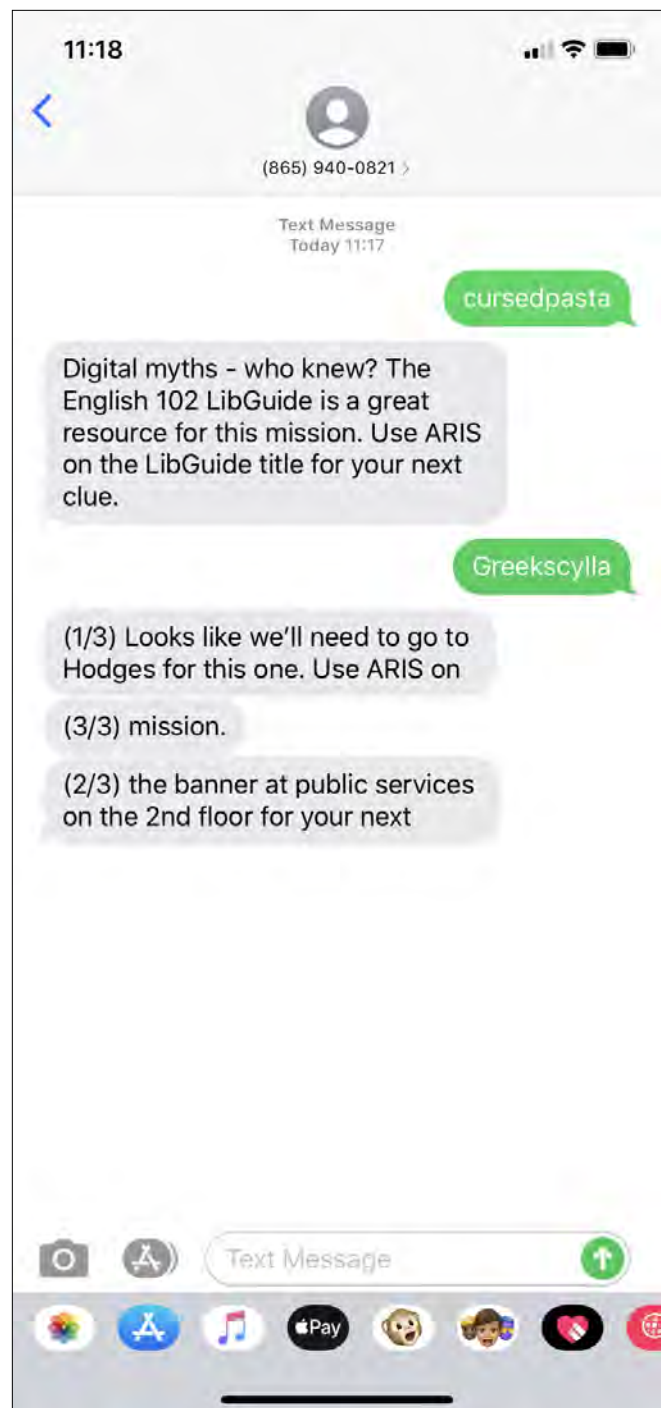 11:18
(865) 940-0821 >
Text Message
Today 11:17
cursedpasta
Digital myths - who knew? The
English 102 LibGuide is a great
resource for this mission. Use ARIS
on the LibGuide title for your next
clue.
Greekscylla
(1/3) Looks like we'll need to go to
Hodges for this one. Use ARIS on
(3/3) mission.
(2/3) the banner at public services
on the 2nd floor for your next
Text Message
Pay